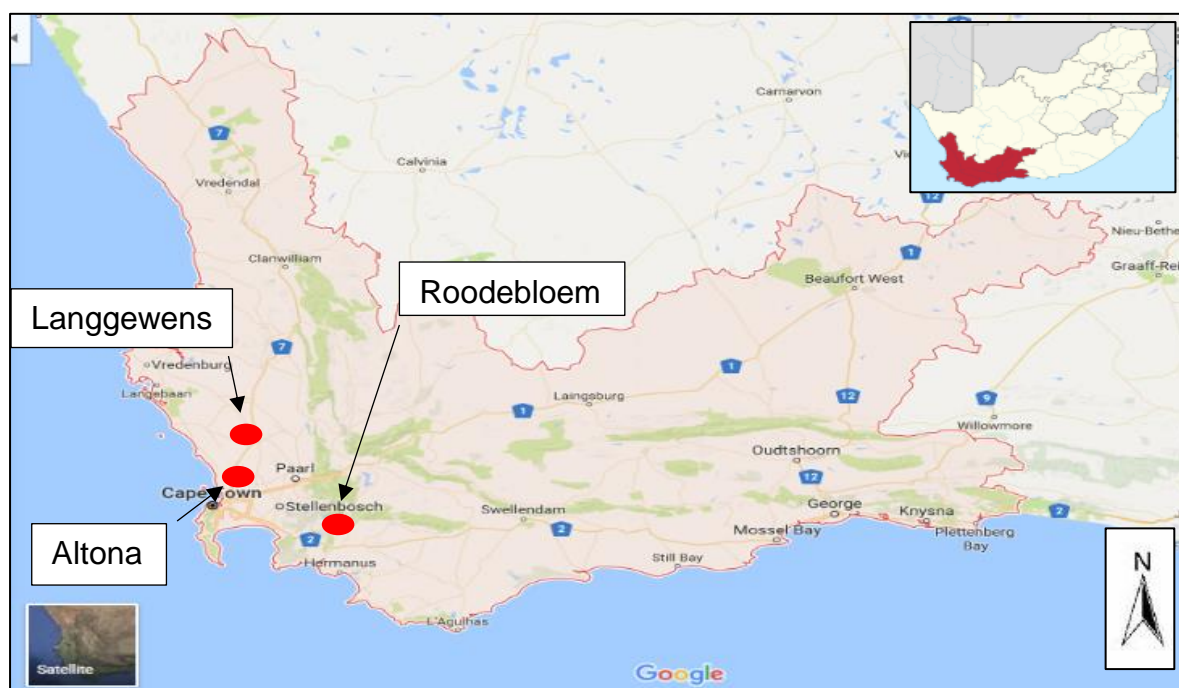 Carnarvon
7
Calvinia
Vredendal
12
1
Nieu-Bethe
Graaff-Rei
Clanwilliam
Roodebloem
Beaufort West
Langgewens
7
Vredenburg
Langebaan
1
Laingsburg
1
12
9
Willowmore
Oudtshoorn
Paarl
12
Cape Town
Stellenbosch
Swellendam
George
Knysna
2
2
2
Mossel Bay
Plettenberg
Bay
Altona
Hermanus
Still Bay
N
L'Agulhas
Satellite
Google